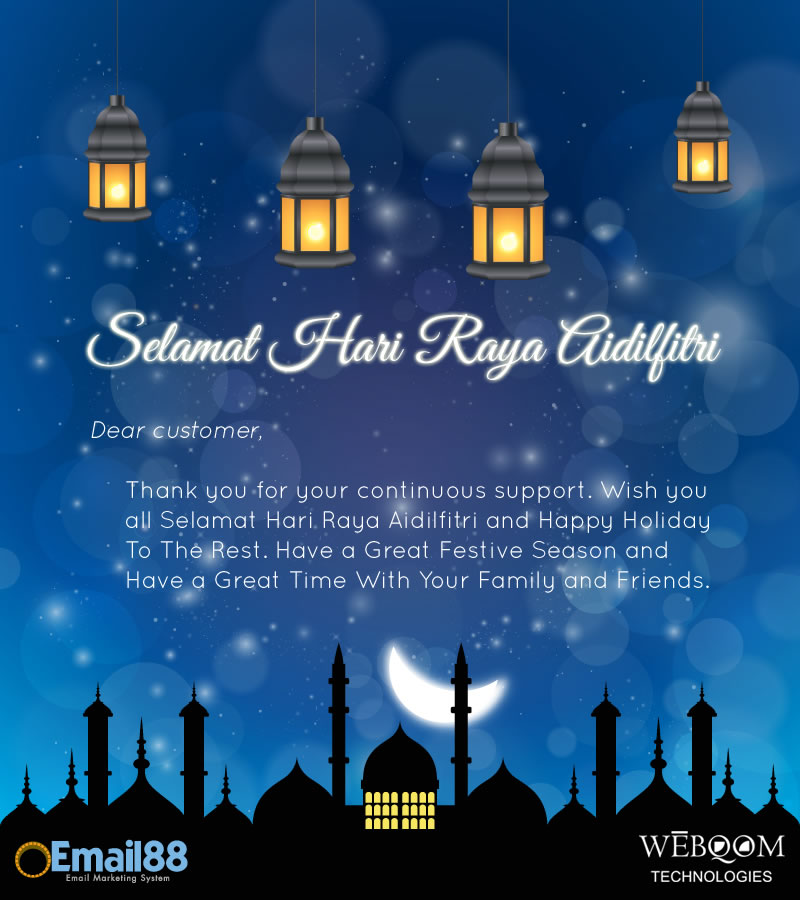 Selamat Hari Raya Aidilfitri
Dear customer,
Thank you for your continuous support. Wish you
all Selamat Hari Raya Aidilfitri and Happy Holiday
To The Rest. Have a Great Festive Season and
Have a Great Time With Your Family and Friends.
Email88
Email Marketing System
WEBQOM
TECHNOLOGIES